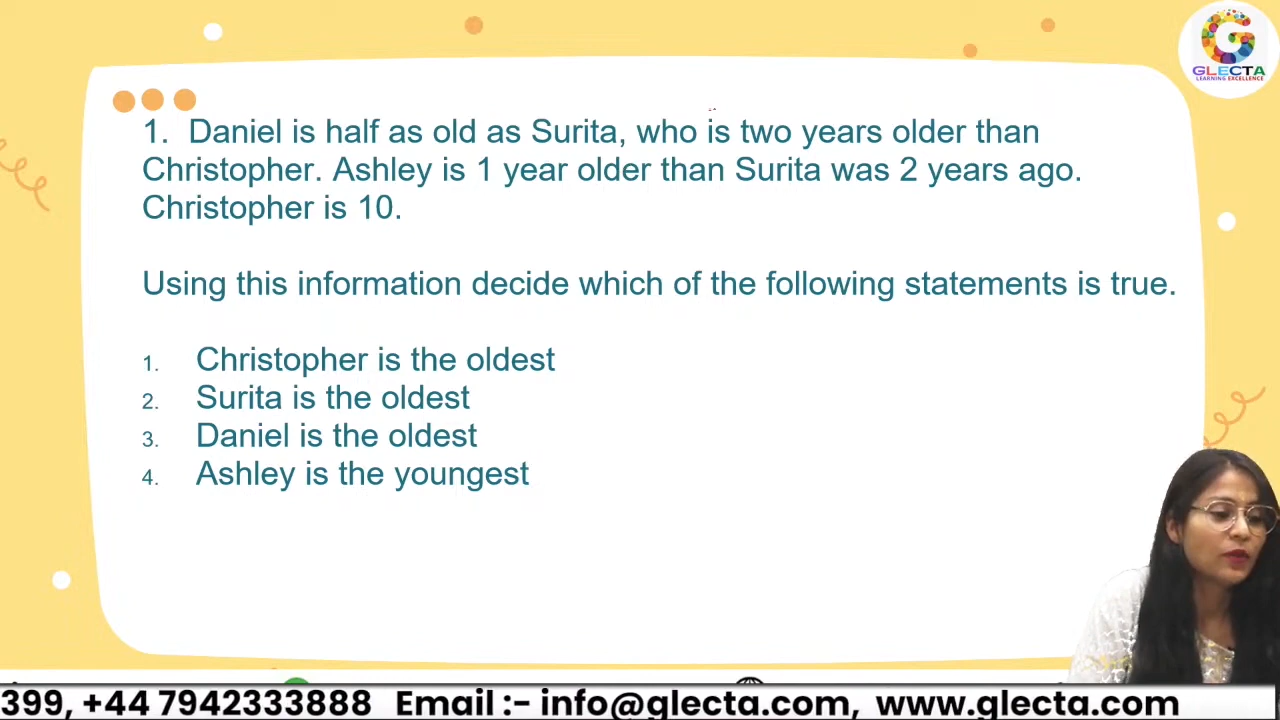 GLECTA
LEARNING EXCELLENCE
1. Daniel is half as old as Surita, who is two years older than
Christopher. Ashley is 1 year older than Surita was 2 years ago.
Christopher is 10.
Using this information decide which of the following statements is true.
1. Christopher is the oldest
2. Surita is the oldest
3. Daniel is the oldest
4. Ashley is the youngest
399, +44 7942333888 Email :- info@glecta.com, www.glecta.com